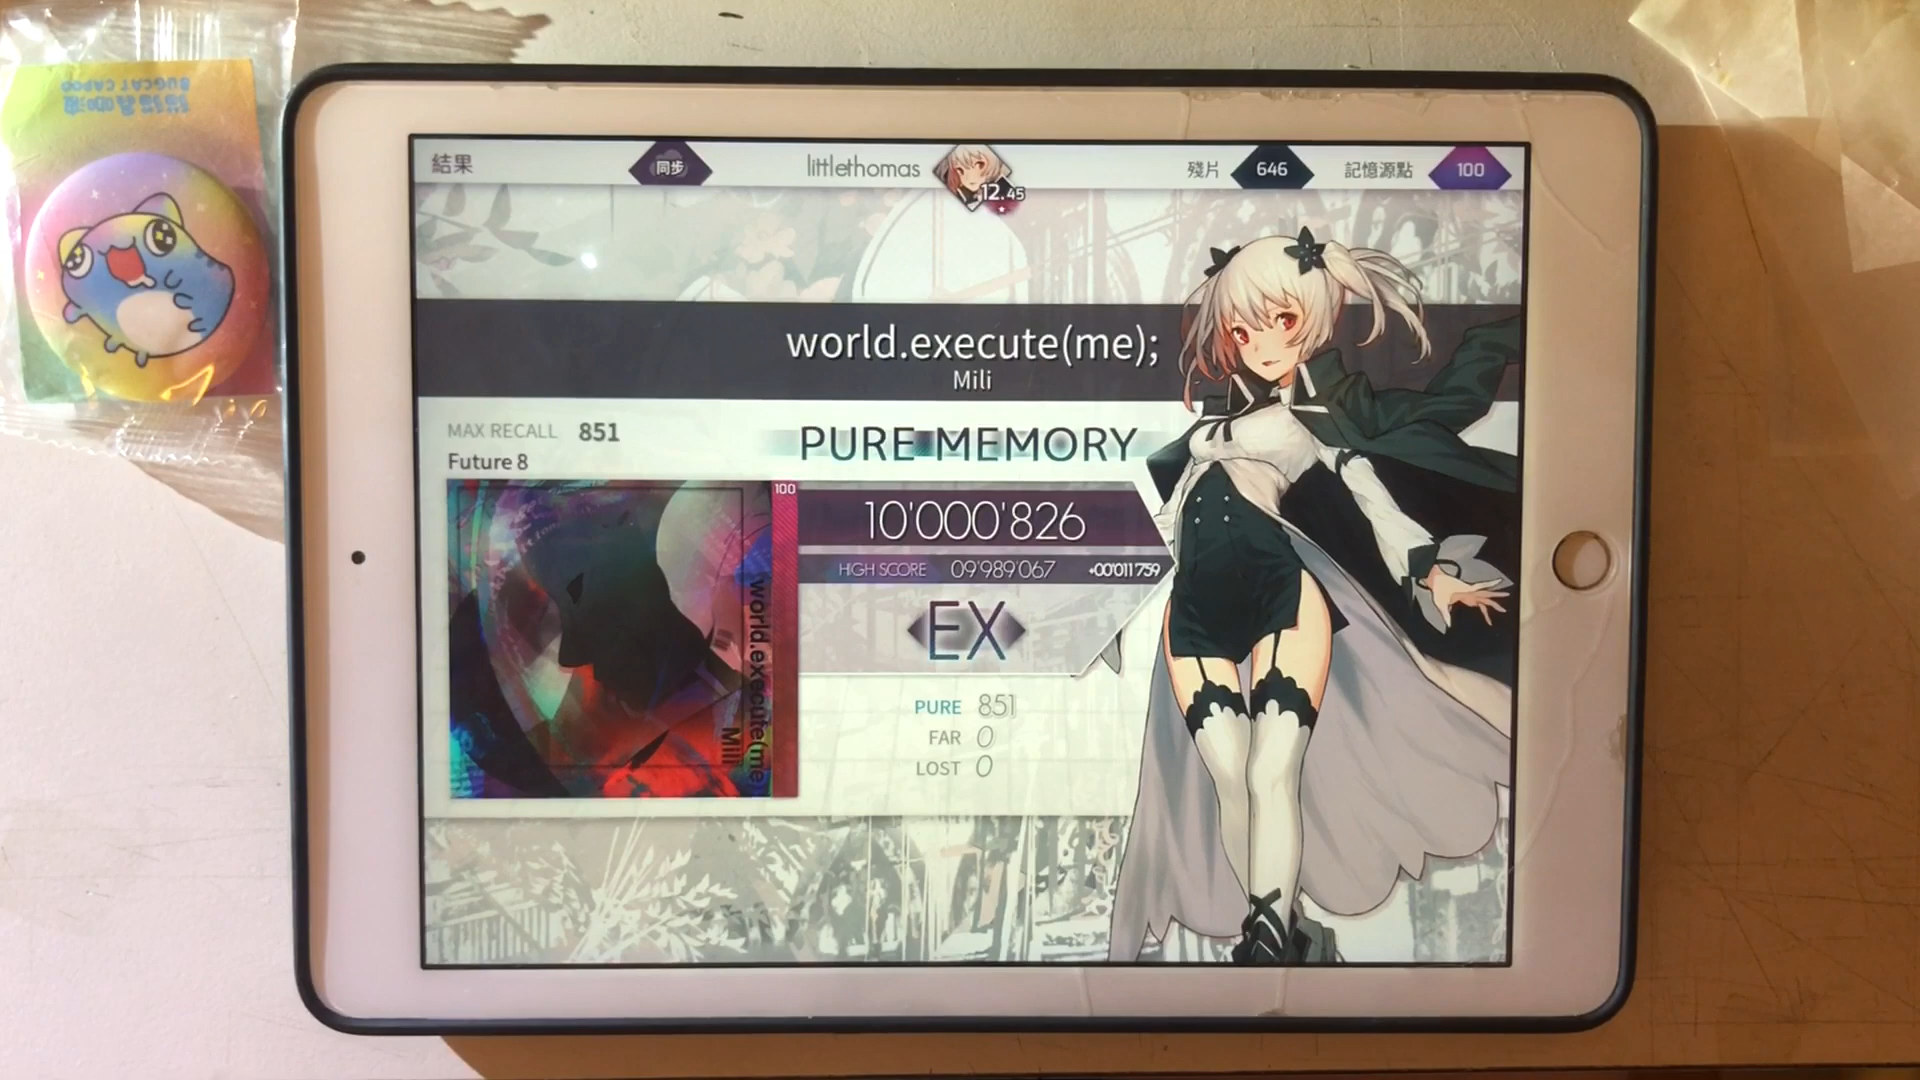 BUGCAT CAPOO
結果
同步
littlethomas
12.45
殘片
646
記憶源點
100
world.execute(me);
Mili
MAX RECALL 851
PURE MEMORY
Future 8
100
10'000'826
HIGH SCORE 09'989'067 +00'011'759
EX
world.execute(me
Mili
PURE 851
FAR 0
LOST 0